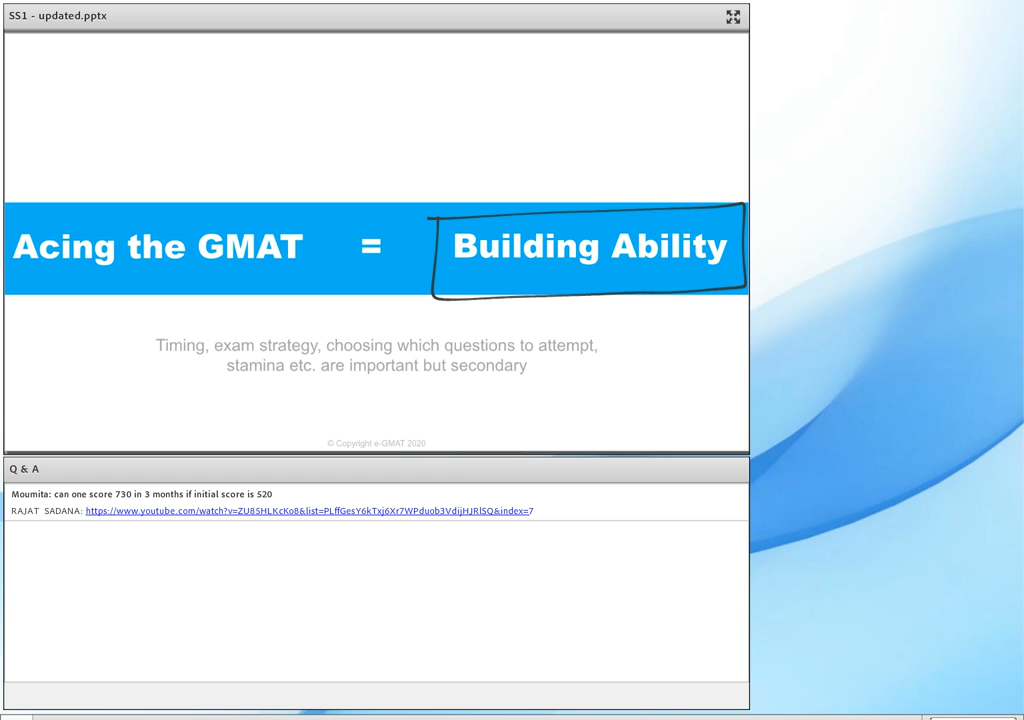 SS1 - updated.pptx
Acing the GMAT = Building Ability
Timing, exam strategy, choosing which questions to attempt,
stamina etc. are important but secondary
© Copyright e-GMAT 2020
Q & A
Moumita: can one score 730 in 3 months if initial score is 520
RAJAT SADANA: https://www.youtube.com/watch?v=ZU85HLKcKo8&list=PLffGesY6kTxj6Xr7WPduob3VdijHJRlSQ&index=7